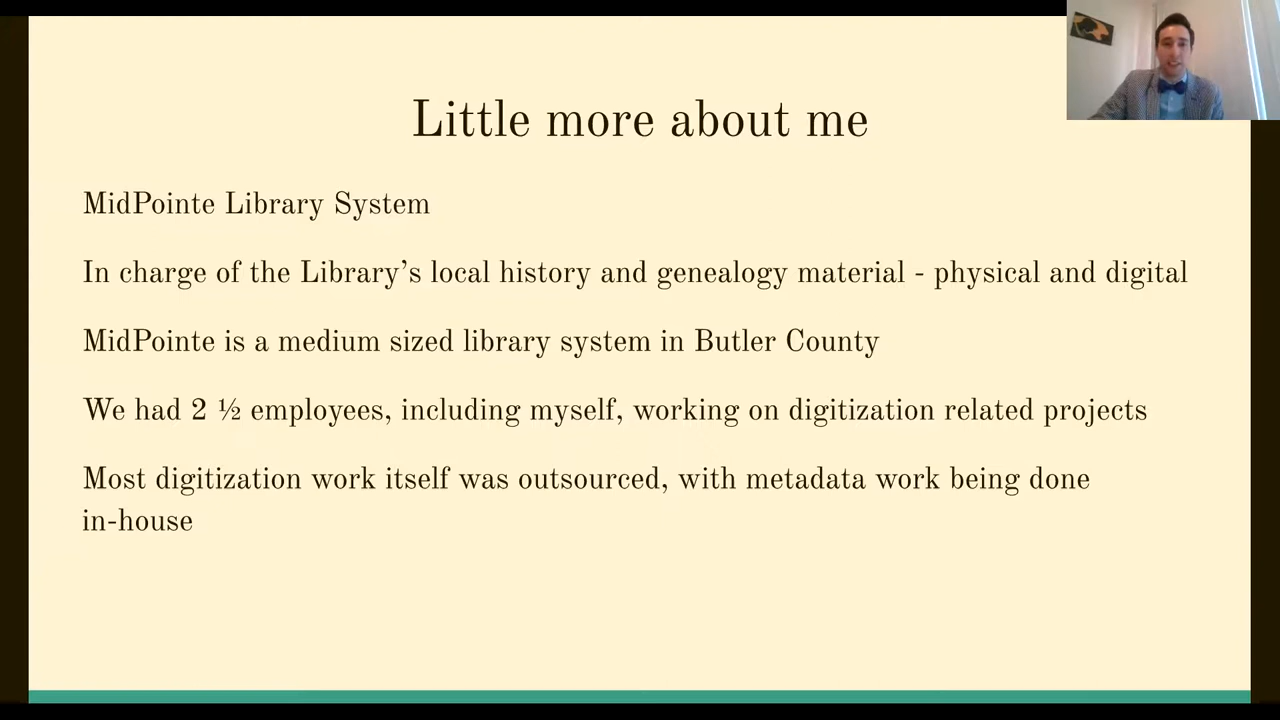 Little more about me
MidPointe Library System
In charge of the Library’s local history and genealogy material - physical and digital
MidPointe is a medium sized library system in Butler County
We had 2 ½ employees, including myself, working on digitization related projects
Most digitization work itself was outsourced, with metadata work being done
in-house